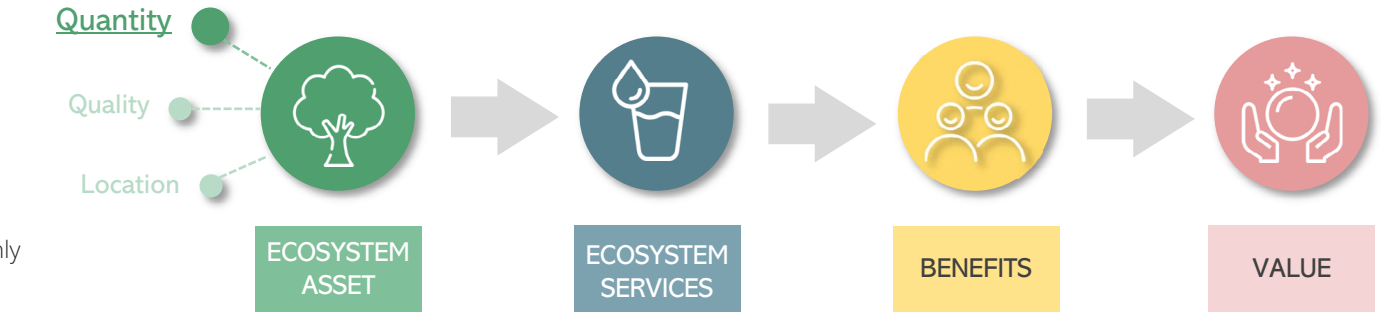 Quantity
Quality
Location
nly
ECOSYSTEM
ASSET
ECOSYSTEM
SERVICES
BENEFITS
VALUE